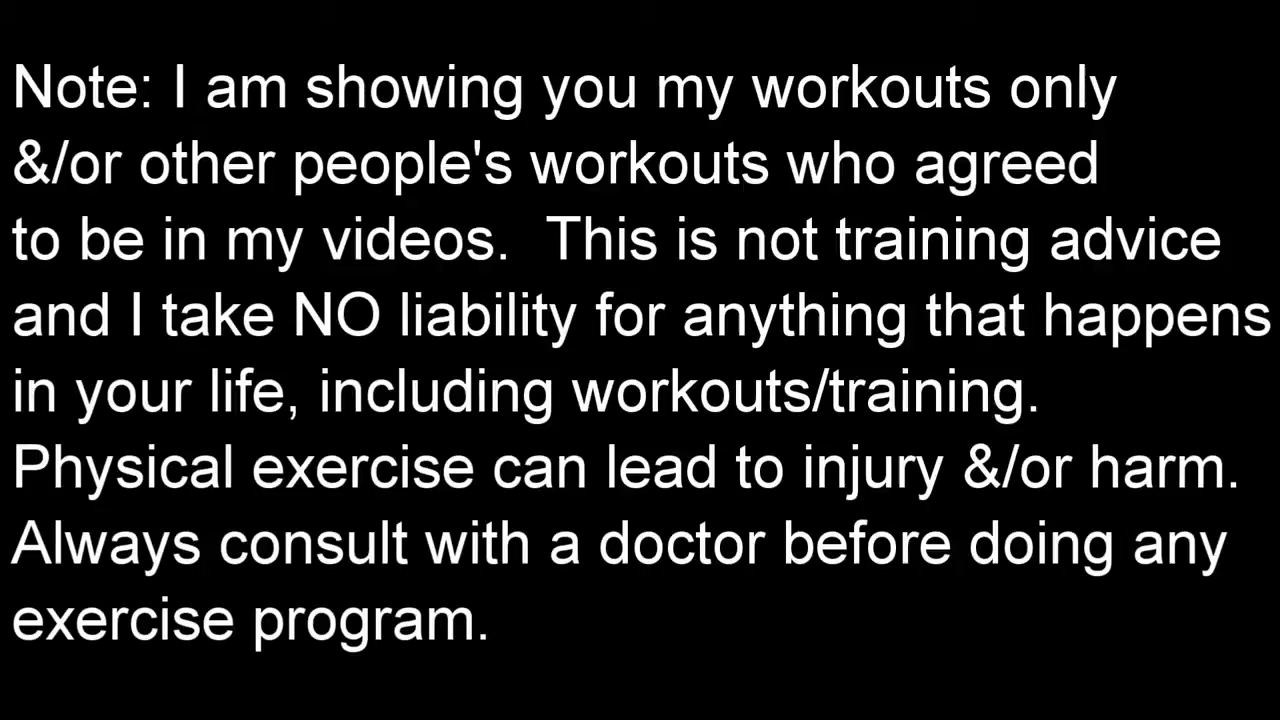 Note: I am showing you my workouts only
&/or other people's workouts who agreed
to be in my videos.  This is not training advice
and I take NO liability for anything that happens
in your life, including workouts/training.
Physical exercise can lead to injury &/or harm.
Always consult with a doctor before doing any
exercise program.